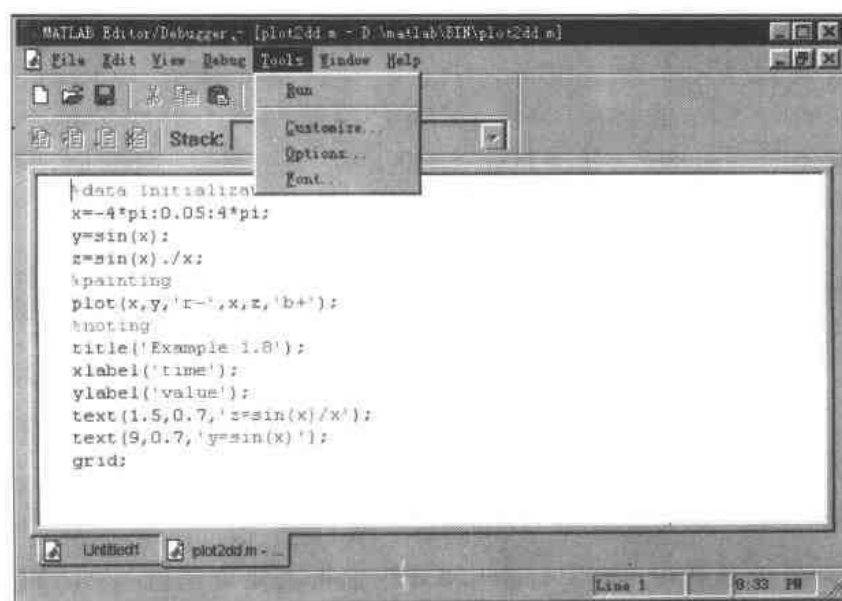 MATLAB Editor/Debugger - [plot2dd.m - D:\matlab\BIN\plot2dd.m]
File Edit View Debug Tools Window Help
Run
Stack:
Customize...
Options...
Font...
%data initializa
x=-4*pi:0.05:4*pi;
y=sin(x);
z=sin(x)./x;
%painting
plot(x,y,'r-',x,z,'b+');
%noting
title('Example 1.8');
xlabel('time');
ylabel('value');
text(1.5,0.7,'z=sin(x)/x');
text(9,0.7,'y=sin(x)');
grid;
Untitled1 plot2dd.m - ...
Line 1 8:33 PM